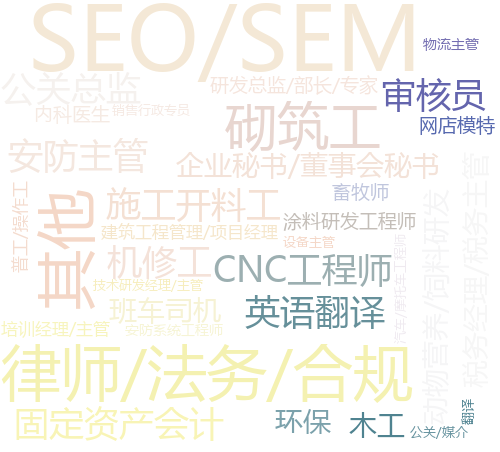 SEO/SEM
物流主管
公关总监
研发总监/部长/专家
审核员
内科医生
销售行政专员
砌筑工
网店模特
安防主管
企业秘书/董事会秘书
普工/操作工
其他
施工开料工
畜牧师
涂料研发工程师
动物营养/饲料研发
税务经理/税务主管
建筑工程管理/项目经理
设备主管
机修工
CNC工程师
汽车/摩托车工程师
技术研发经理/主管
班车司机
英语翻译
培训经理/主管
安防系统工程师
律师/法务/合规
固定资产会计
环保
木工
公关/媒介
翻译